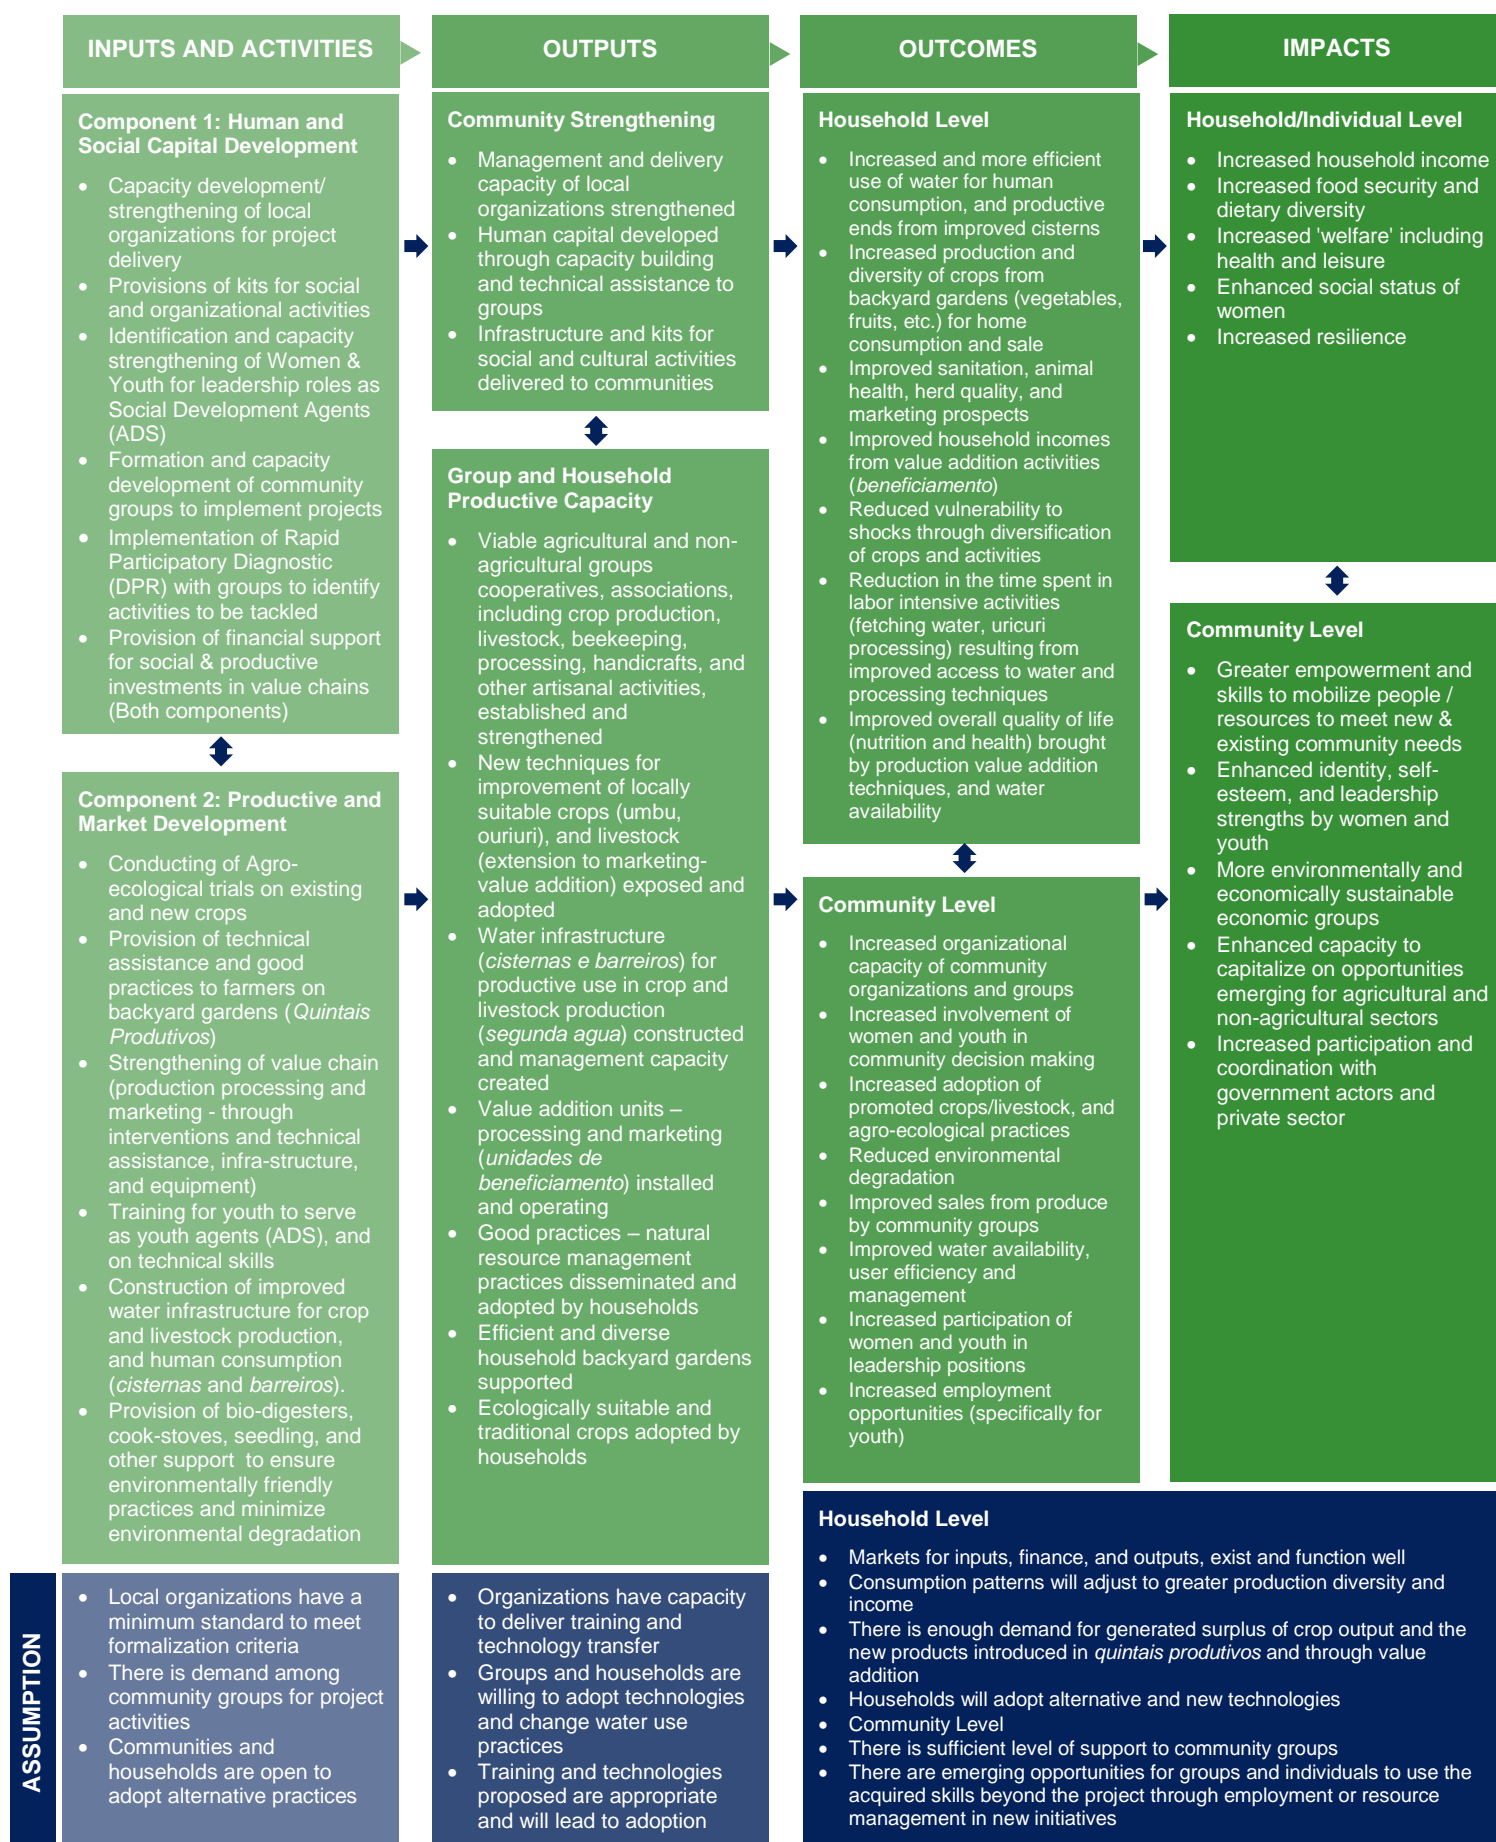 INPUTS AND ACTIVITIES
Component 1: Human and
Social Capital Development
• Capacity development/
strengthening of local
organizations for project
delivery
• Provisions of kits for social
and organizational activities
• Identification and capacity
strengthening of Women &
Youth for leadership roles as
Social Development Agents
(ADS)
• Formation and capacity
development of community
groups to implement projects
• Implementation of Rapid
Participatory Diagnostic
(DPR) with groups to identify
activities to be tackled
• Provision of financial support
for social & productive
investments in value chains
(Both components)
Component 2: Productive and
Market Development
• Conducting of Agro-
ecological trials on existing
and new crops
• Provision of technical
assistance and good
practices to farmers on
backyard gardens (Quintais
Produtivos)
• Strengthening of value chain
(production processing and
marketing - through
interventions and technical
assistance, infra-structure,
and equipment)
• Training for youth to serve
as youth agents (ADS), and
on technical skills
• Construction of improved
water infrastructure for crop
and livestock production,
and human consumption
(cisternas and barreiros).
• Provision of bio-digesters,
cook-stoves, seedling, and
other support to ensure
environmentally friendly
practices and minimize
environmental degradation
OUTPUTS
Community Strengthening
• Management and delivery
capacity of local
organizations strengthened
• Human capital developed
through capacity building
and technical assistance to
groups
• Infrastructure and kits for
social and cultural activities
delivered to communities
Group and Household
Productive Capacity
• Viable agricultural and non-
agricultural groups
cooperatives, associations,
including crop production,
livestock, beekeeping,
processing, handicrafts, and
other artisanal activities,
established and
strengthened
• New techniques for
improvement of locally
suitable crops (umbu,
ouriuri), and livestock
(extension to marketing-
value addition) exposed and
adopted
• Water infrastructure
(cisternas e barreiros) for
productive use in crop and
livestock production
(segunda agua) constructed
and management capacity
created
• Value addition units –
processing and marketing
(unidades de
beneficiamento) installed
and operating
• Good practices – natural
resource management
practices disseminated and
adopted by households
• Efficient and diverse
household backyard gardens
supported
• Ecologically suitable and
traditional crops adopted by
households
OUTCOMES
Household Level
• Increased and more efficient
use of water for human
consumption, and productive
ends from improved cisterns
• Increased production and
diversity of crops from
backyard gardens (vegetables,
fruits, etc.) for home
consumption and sale
• Improved sanitation, animal
health, herd quality, and
marketing prospects
• Improved household incomes
from value addition activities
(beneficiamento)
• Reduced vulnerability to
shocks through diversification
of crops and activities
• Reduction in the time spent in
labor intensive activities
(fetching water, uricuri
processing) resulting from
improved access to water and
processing techniques
• Improved overall quality of life
(nutrition and health) brought
by production value addition
techniques, and water
availability
Community Level
• Increased organizational
capacity of community
organizations and groups
• Increased involvement of
women and youth in
community decision making
• Increased adoption of
promoted crops/livestock, and
agro-ecological practices
• Reduced environmental
degradation
• Improved sales from produce
by community groups
• Improved water availability,
user efficiency and
management
• Increased participation of
women and youth in
leadership positions
• Increased employment
opportunities (specifically for
youth)
IMPACTS
Household/Individual Level
• Increased household income
• Increased food security and
dietary diversity
• Increased 'welfare' including
health and leisure
• Enhanced social status of
women
• Increased resilience
Community Level
• Greater empowerment and
skills to mobilize people /
resources to meet new &
existing community needs
• Enhanced identity, self-
esteem, and leadership
strengths by women and
youth
• More environmentally and
economically sustainable
economic groups
• Enhanced capacity to
capitalize on opportunities
emerging for agricultural and
non-agricultural sectors
• Increased participation and
coordination with
government actors and
private sector
ASSUMPTION
• Local organizations have a
minimum standard to meet
formalization criteria
• There is demand among
community groups for project
activities
• Communities and
households are open to
adopt alternative practices
• Organizations have capacity
to deliver training and
technology transfer
• Groups and households are
willing to adopt technologies
and change water use
practices
• Training and technologies
proposed are appropriate
and will lead to adoption
Household Level
• Markets for inputs, finance, and outputs, exist and function well
• Consumption patterns will adjust to greater production diversity and
income
• There is enough demand for generated surplus of crop output and the
new products introduced in quintais produtivos and through value
addition
• Households will adopt alternative and new technologies
• Community Level
• There is sufficient level of support to community groups
• There are emerging opportunities for groups and individuals to use the
acquired skills beyond the project through employment or resource
management in new initiatives